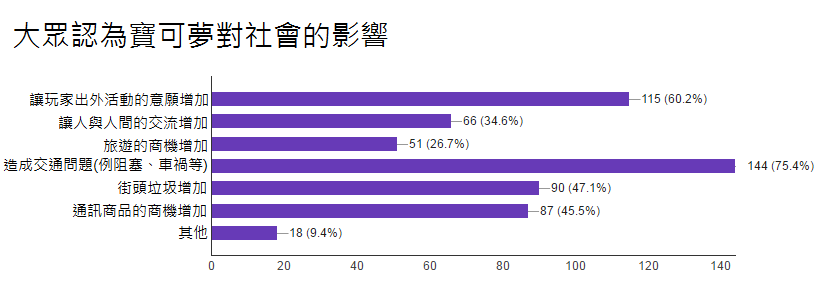 大眾認為寶可夢對社會的影響
讓玩家出外活動的意願增加 115 (60.2%)
讓人與人間的交流增加 66 (34.6%)
旅遊的商機增加 51 (26.7%)
造成交通問題(例阻塞、車禍等) 144 (75.4%)
街頭垃圾增加 90 (47.1%)
通訊商品的商機增加 87 (45.5%)
其他 18 (9.4%)
0 20 40 60 80 100 120 140